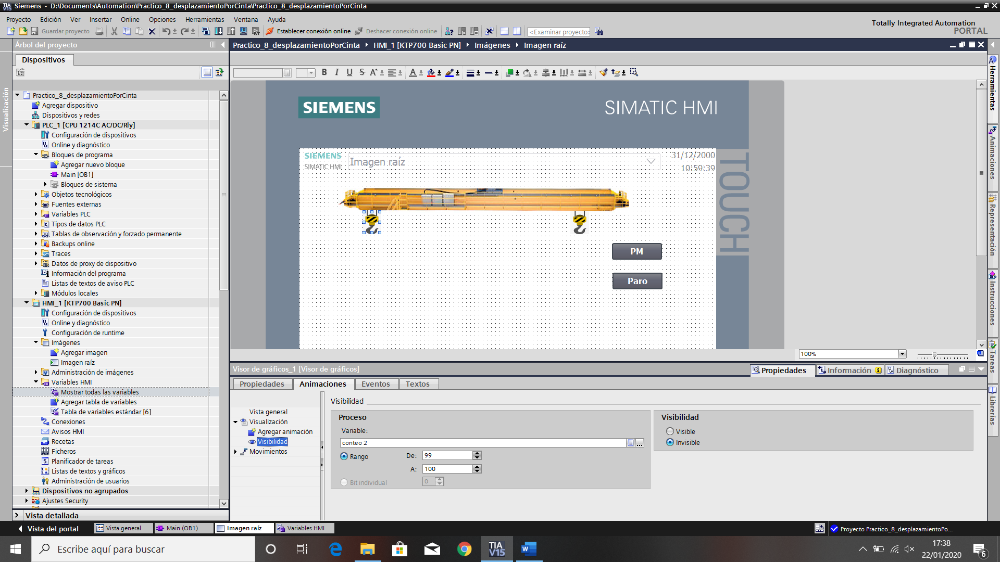 Siemens - D:\Documents\Automation\Practico_8_desplazamientoPorCinta\Practico_8_desplazamientoPorCinta
Proyecto Edición Ver Insertar Online Opciones Herramientas Ventana Ayuda
Totally Integrated Automation
PORTAL
Guardar proyecto
Establecer conexión online
Deshacer conexión online
<Examinar proyecto>
Árbol del proyecto
Practico_8_desplazamientoPorCinta HMI_1 [KTP700 Basic PN] Imágenes Imagen raíz
Dispositivos
Visualización
Practico_8_desplazamientoPorCinta
Agregar dispositivo
Dispositivos y redes
PLC_1 [CPU 1214C AC/DC/Rly]
Configuración de dispositivos
Online y diagnóstico
Bloques de programa
Agregar nuevo bloque
Main [OB1]
Bloques de sistema
Objetos tecnológicos
Fuentes externas
Variables PLC
Tipos de datos PLC
Tablas de observación y forzado permanente
Backups online
Traces
Datos de proxy de dispositivo
Información del programa
Listas de textos de aviso PLC
Módulos locales
HMI_1 [KTP700 Basic PN]
Configuración de dispositivos
Online y diagnóstico
Configuración de runtime
Imágenes
Agregar imagen
Imagen raíz
Administración de imágenes
Variables HMI
Mostrar todas las variables
Agregar tabla de variables
Tabla de variables estándar [6]
Conexiones
Avisos HMI
Recetas
Ficheros
Planificador de tareas
Listas de textos y gráficos
Administración de usuarios
Dispositivos no agrupados
Ajustes Security
Vista detallada
B I U S A A
SIEMENS
SIMATIC HMI
SIEMENS
SIMATIC HMI
Imagen raíz
31/12/2000
10:59:39
TOUCH
PM
Paro
100%
Herramientas
Animaciones
Representación
Instrucciones
Tareas
Librerías
Visor de gráficos_1 [Visor de gráficos]
Propiedades Información Diagnóstico
Propiedades Animaciones Eventos Textos
Vista general
Visualización
Agregar animación
Visibilidad
Movimientos
Visibilidad
Proceso
Variable:
conteo 2
...
Rango De: 99
A: 100
Bit individual 0
Visibilidad
Visible
Invisible
Vista del portal
Vista general
Main (OB1)
Imagen raíz
Variables HMI
Proyecto Practico_8_desplazamientoPo...
Escribe aquí para buscar
TIA
V15
17:38
22/01/2020
6